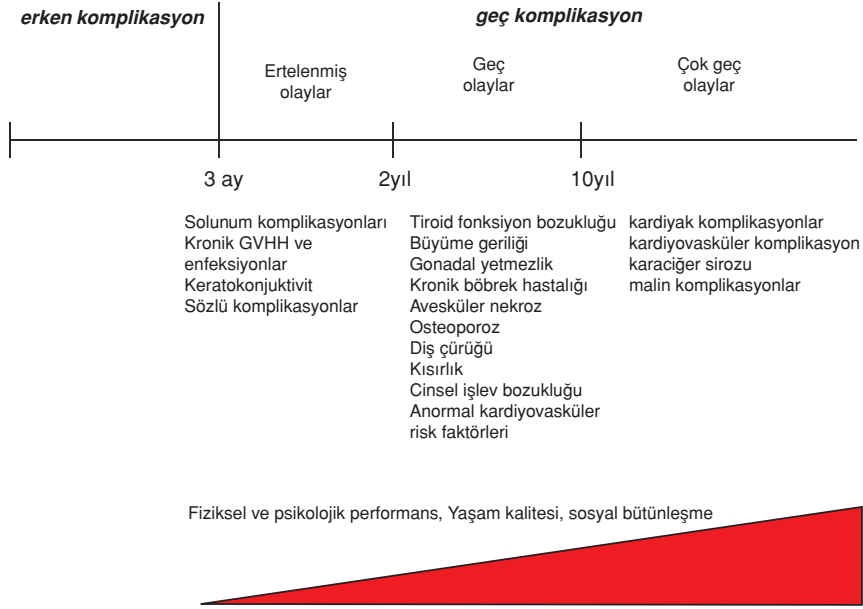 erken komplikasyon
geç komplikasyon
Ertelenmiş
olaylar
Geç
olaylar
Çok geç
olaylar
3 ay
2yıl
10yıl
Solunum komplikasyonları
Kronik GVHH ve
enfeksiyonlar
Keratokonjuktivit
Sözlü komplikasyonlar
Tiroid fonksiyon bozukluğu
Büyüme geriliği
Gonadal yetmezlik
Kronik böbrek hastalığı
Avesküler nekroz
Osteoporoz
Diş çürüğü
Kısırlık
Cinsel işlev bozukluğu
Anormal kardiyovasküler
risk faktörleri
kardiyak komplikasyonlar
kardiyovasküler komplikasyon
karaciğer sirozu
malin komplikasyonlar
Fiziksel ve psikolojik performans, Yaşam kalitesi, sosyal bütünleşme